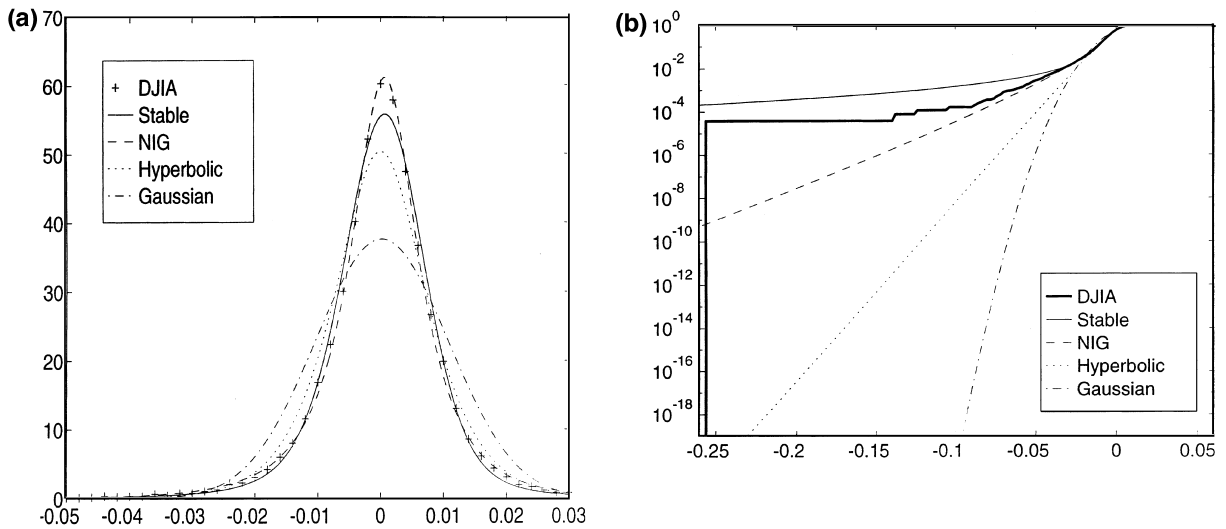 (a)
70
60
50
40
30
20
10
0
DJIA
Stable
NIG
Hyperbolic
Gaussian
-0.05 -0.04 -0.03 -0.02 -0.01 0 0.01 0.02 0.03
(b)
10^0
10^-2
10^-4
10^-6
10^-8
10^-10
10^-12
10^-14
10^-16
10^-18
DJIA
Stable
NIG
Hyperbolic
Gaussian
-0.25 -0.2 -0.15 -0.1 -0.05 0 0.05